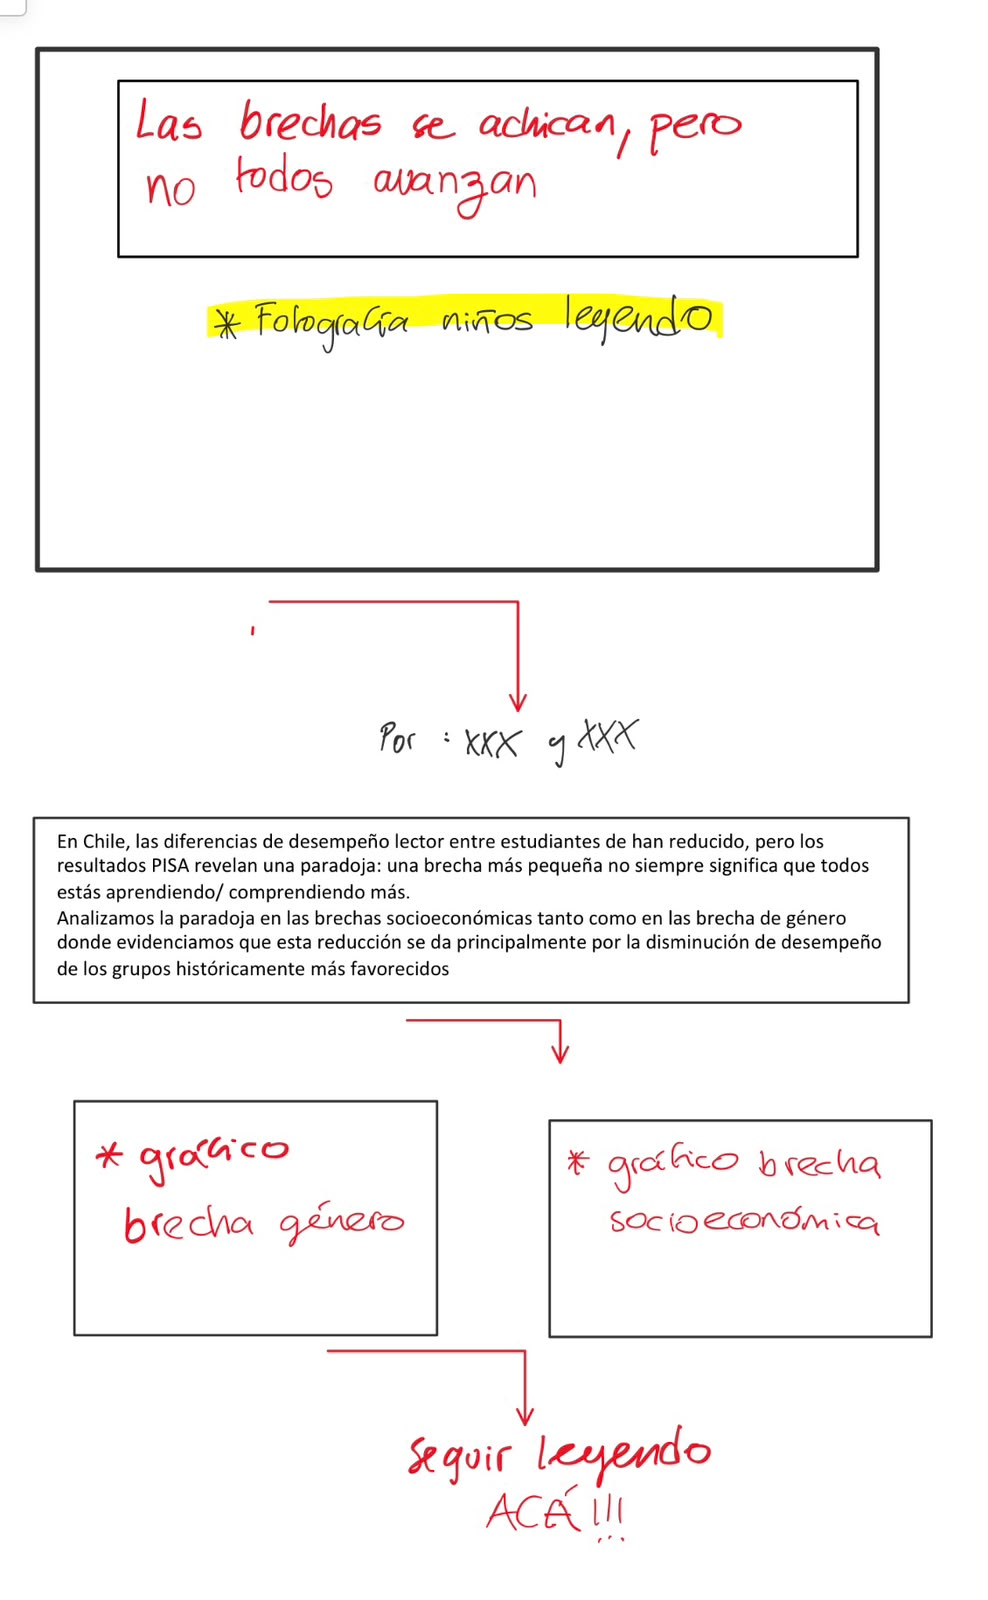 Las brechas se achican, pero
no todos avanzan
* Fotografía niños leyendo
Por : XXX y XXX
En Chile, las diferencias de desempeño lector entre estudiantes de han reducido, pero los
resultados PISA revelan una paradoja: una brecha más pequeña no siempre significa que todos
estás aprendiendo/ comprendiendo más.
Analizamos la paradoja en las brechas socioeconómicas tanto como en las brecha de género
donde evidenciamos que esta reducción se da principalmente por la disminución de desempeño
de los grupos históricamente más favorecidos
* gráfico
brecha género
* gráfico brecha
socioeconómica
Seguir leyendo
ACÁ!!!